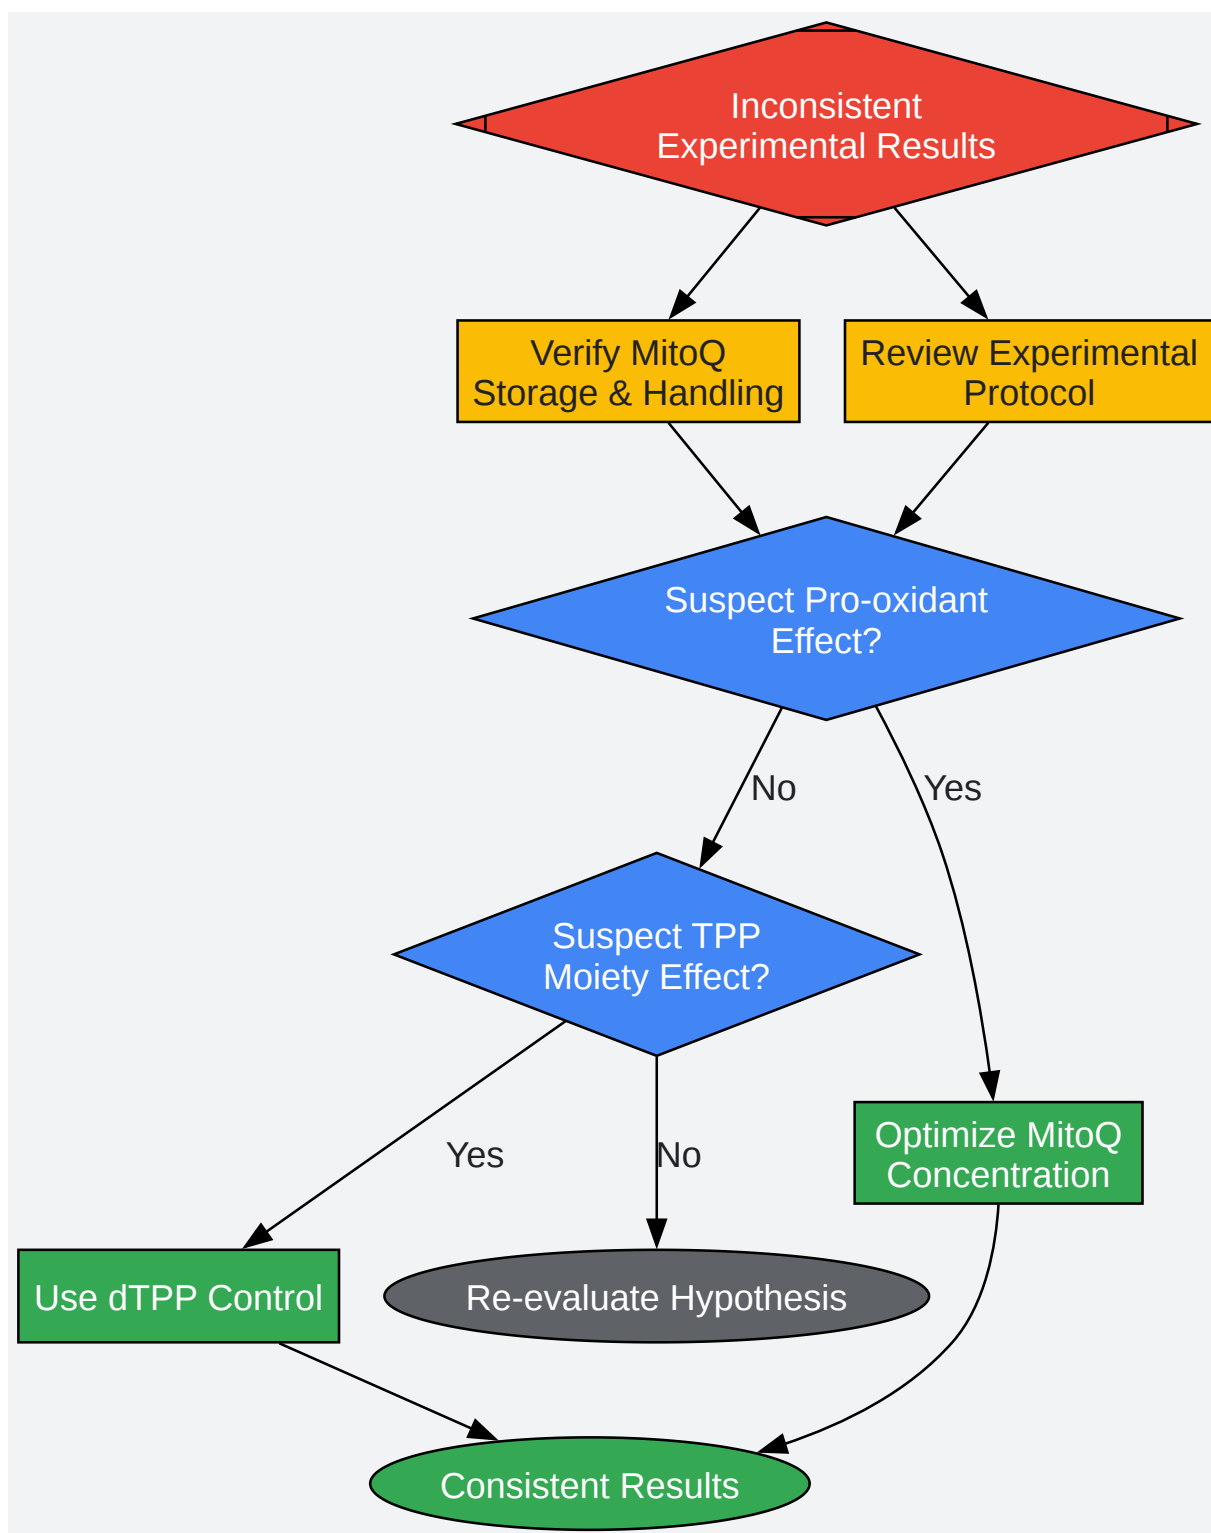 Inconsistent
Experimental Results
Verify MitoQ
Storage & Handling
Review Experimental
Protocol
Suspect Pro-oxidant
Effect?
No
Yes
Suspect TPP
Moiety Effect?
Yes
No
Optimize MitoQ
Concentration
Use dTPP Control
Re-evaluate Hypothesis
Consistent Results